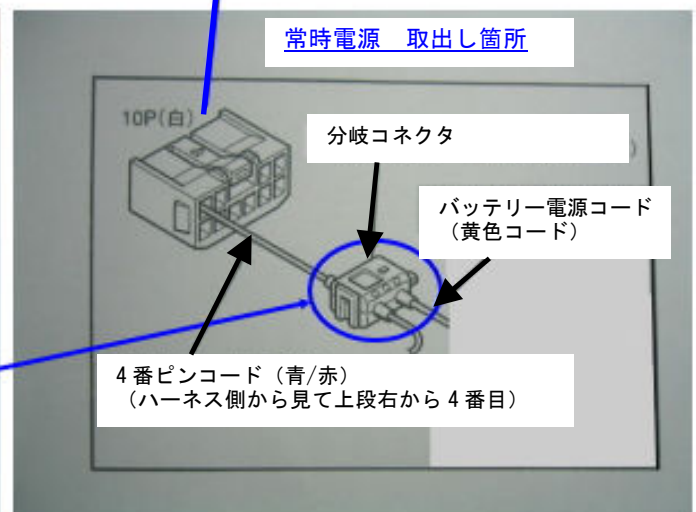 常時電源　取出し箇所
10P(白)
分岐コネクタ
バッテリー電源コード
（黄色コード）
4番ピンコード（青/赤）
（ハーネス側から見て上段右から4番目）